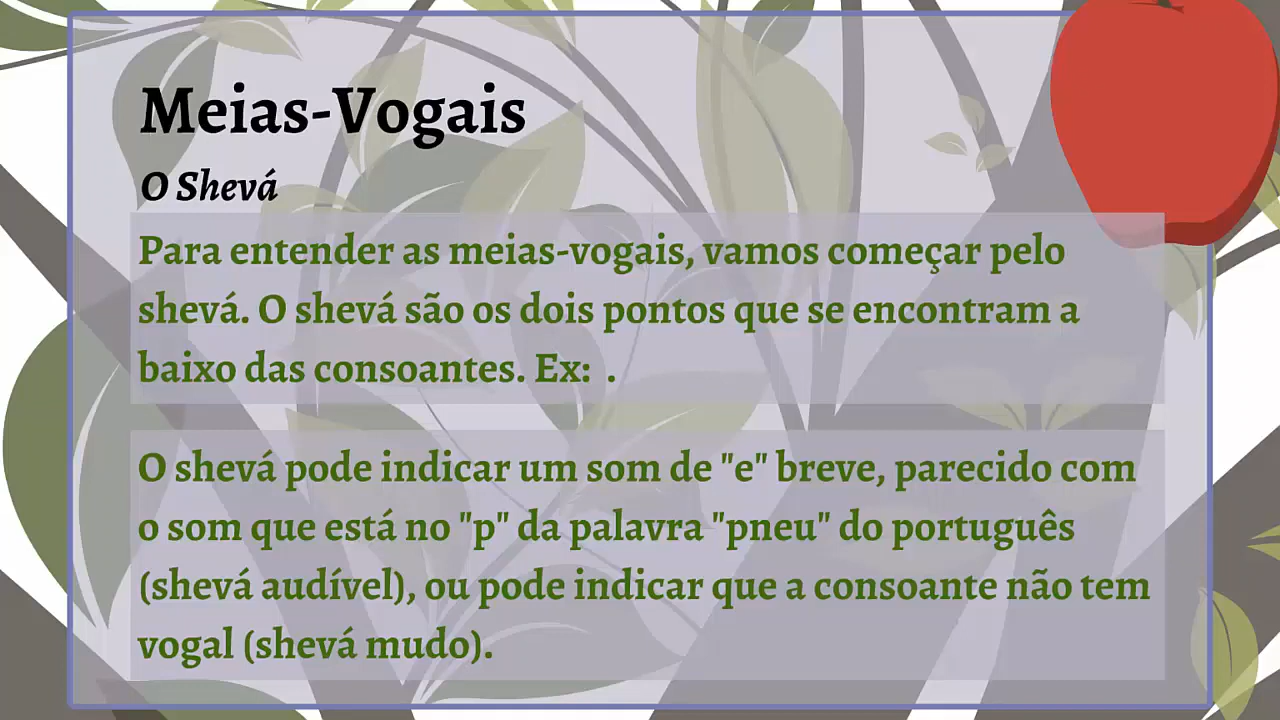 Meias-Vogais
O Shevá
Para entender as meias-vogais, vamos começar pelo
shevá. O shevá são os dois pontos que se encontram a
baixo das consoantes. Ex:  .
O shevá pode indicar um som de "e" breve, parecido com
o som que está no "p" da palavra "pneu" do português
(shevá audível), ou pode indicar que a consoante não tem
vogal (shevá mudo).